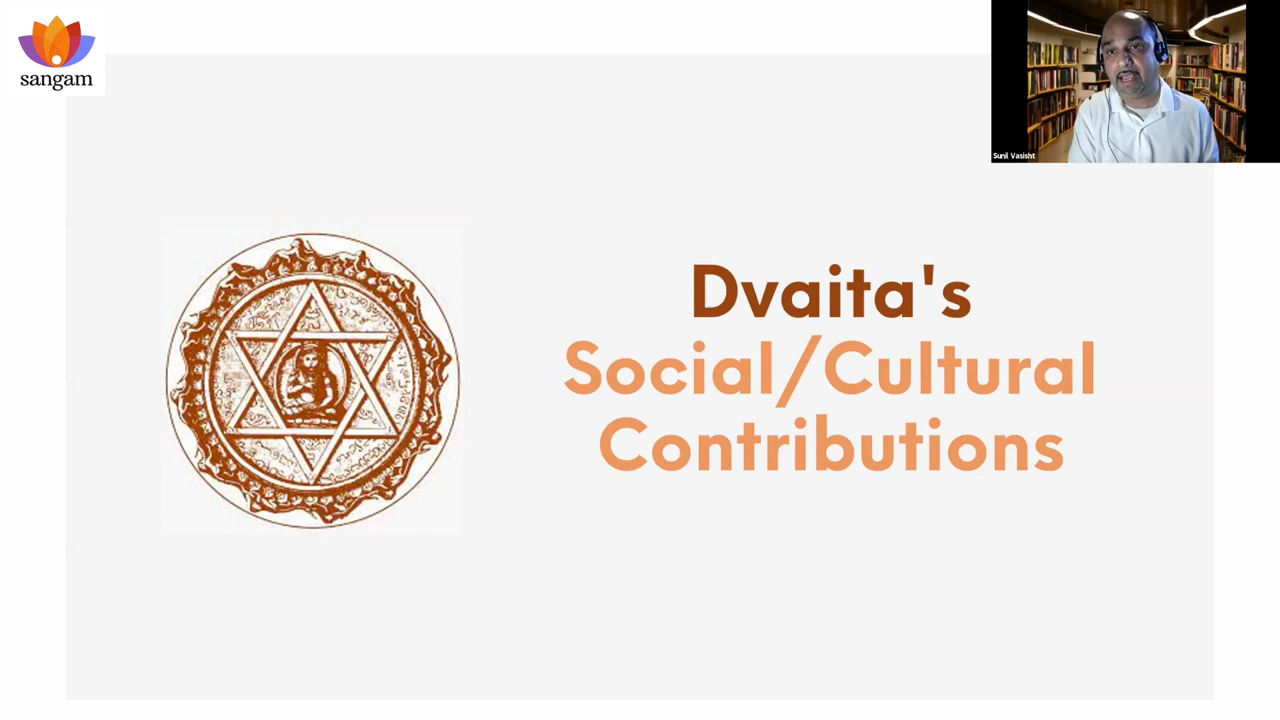 sangam
Sunil Vasisht
Dvaita's
Social/Cultural
Contributions